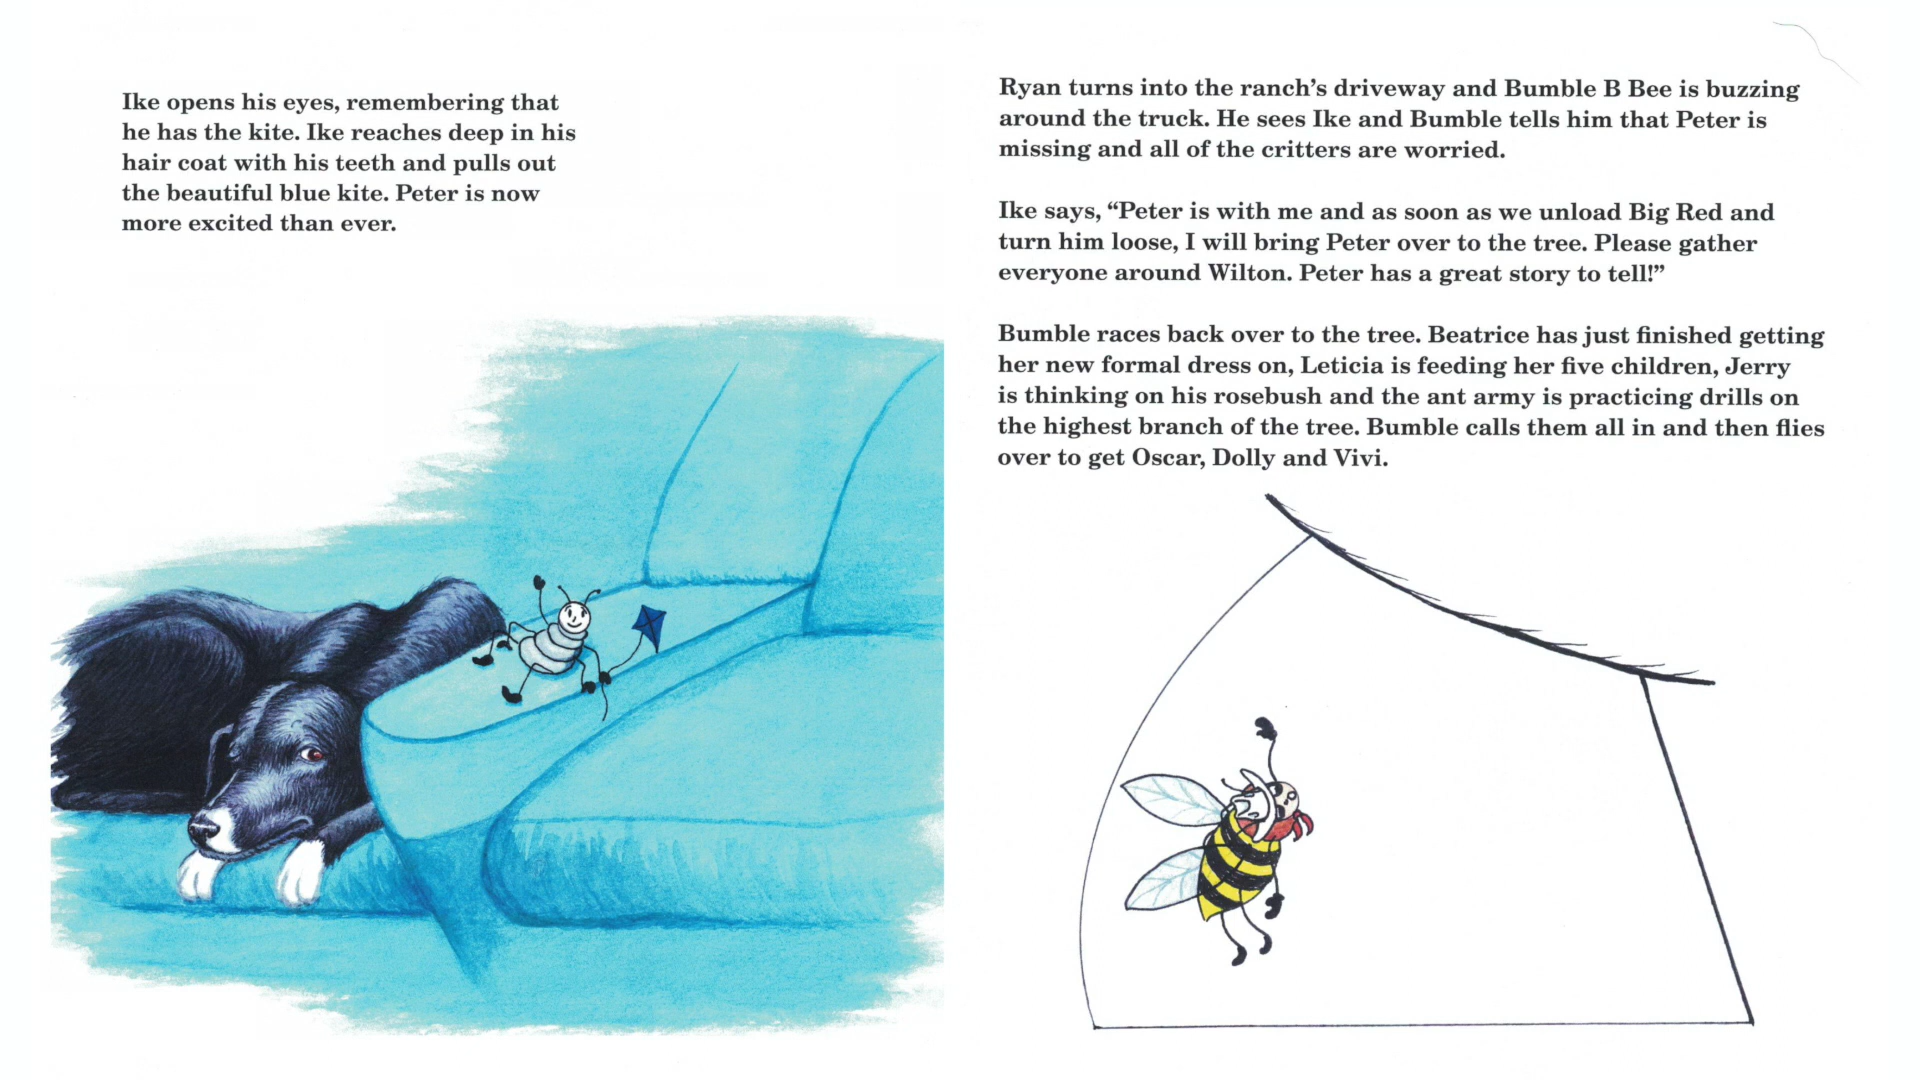 Ike opens his eyes, remembering that
he has the kite. Ike reaches deep in his
hair coat with his teeth and pulls out
the beautiful blue kite. Peter is now
more excited than ever.
Ryan turns into the ranch’s driveway and Bumble B Bee is buzzing
around the truck. He sees Ike and Bumble tells him that Peter is
missing and all of the critters are worried.
Ike says, “Peter is with me and as soon as we unload Big Red and
turn him loose, I will bring Peter over to the tree. Please gather
everyone around Wilton. Peter has a great story to tell!”
Bumble races back over to the tree. Beatrice has just finished getting
her new formal dress on, Leticia is feeding her five children, Jerry
is thinking on his rosebush and the ant army is practicing drills on
the highest branch of the tree. Bumble calls them all in and then flies
over to get Oscar, Dolly and Vivi.